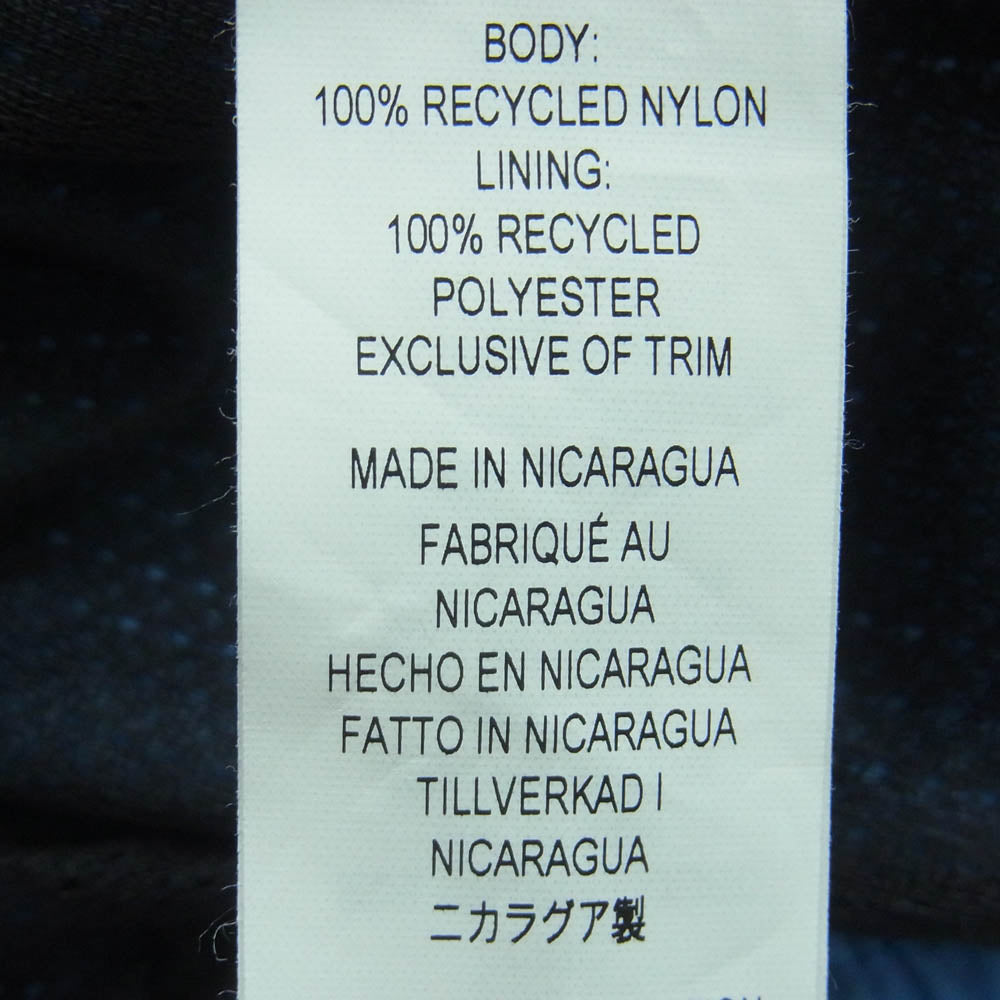 BODY:
100% RECYCLED NYLON
LINING:
100% RECYCLED
POLYESTER
EXCLUSIVE OF TRIM
MADE IN NICARAGUA
FABRIQUÉ AU
NICARAGUA
HECHO EN NICARAGUA
FATTO IN NICARAGUA
TILLVERKAD I
NICARAGUA
ニカラグア製